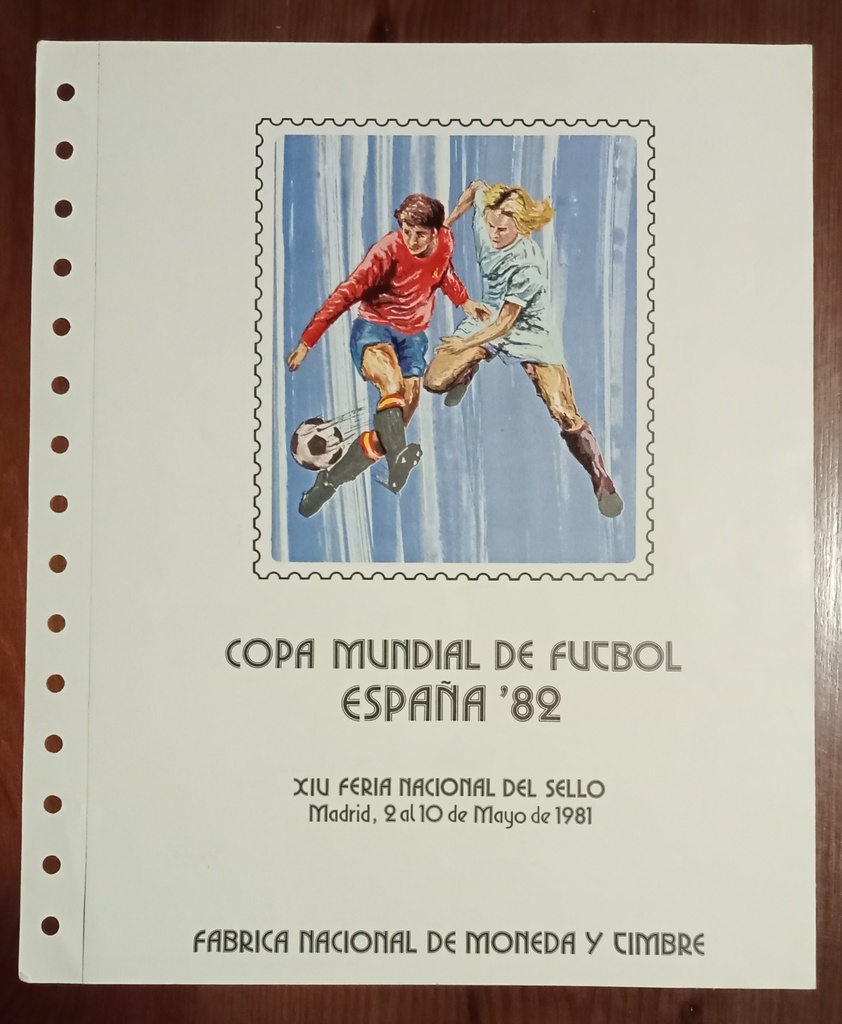 COPA MUNDIAL DE FUTBOL
ESPAÑA '82
XIV FERIA NACIONAL DEL SELLO
Madrid, 2 al 10 de Mayo de 1981
FABRICA NACIONAL DE MONEDA Y TIMBRE